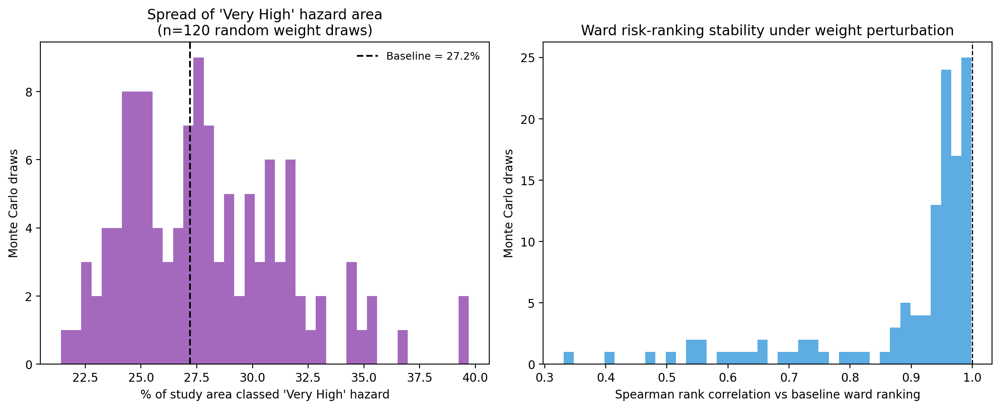 Spread of 'Very High' hazard area
(n=120 random weight draws)
Baseline = 27.2%
Monte Carlo draws
8
6
4
2
0
22.5 25.0 27.5 30.0 32.5 35.0 37.5 40.0
% of study area classed 'Very High' hazard
Ward risk-ranking stability under weight perturbation
Monte Carlo draws
25
20
15
10
5
0
0.3 0.4 0.5 0.6 0.7 0.8 0.9 1.0
Spearman rank correlation vs baseline ward ranking